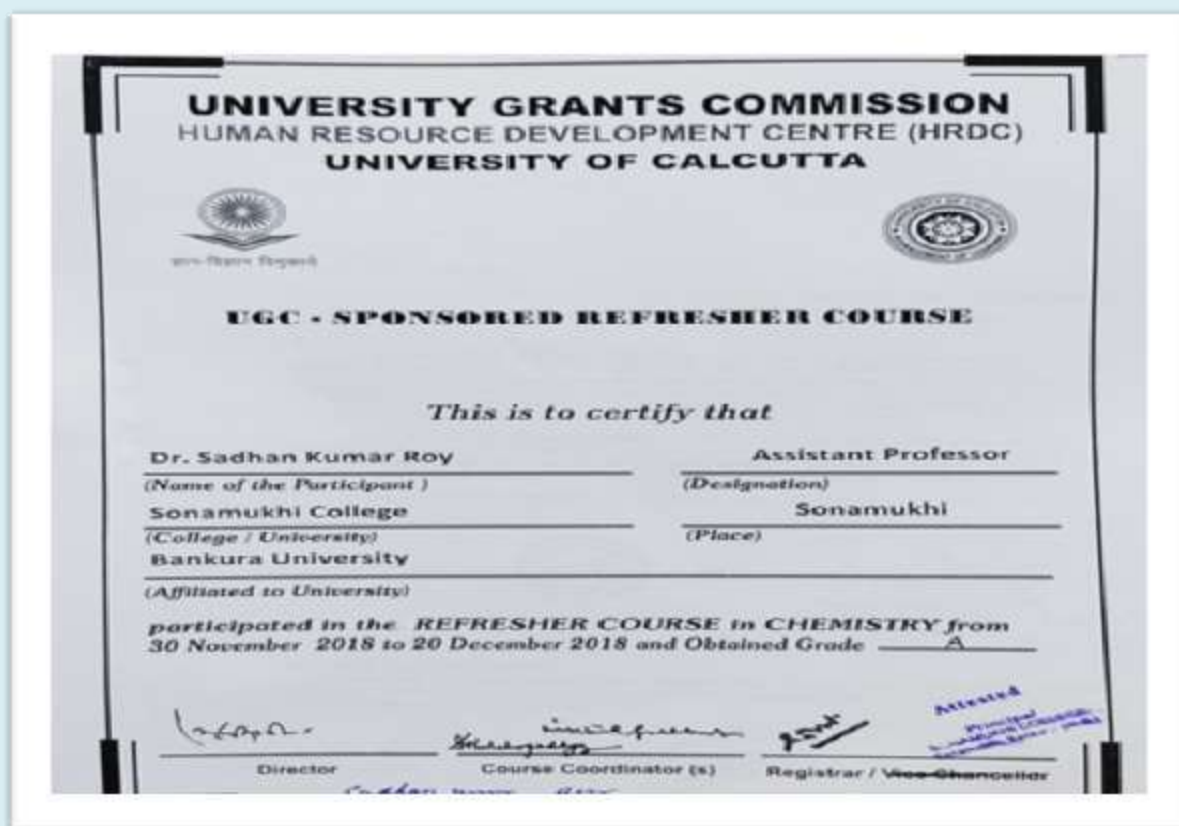 UNIVERSITY GRANTS COMMISSION
HUMAN RESOURCE DEVELOPMENT CENTRE (HRDC)
UNIVERSITY OF CALCUTTA
UGC - SPONSORED REFRESHER COURSE
This is to certify that
Dr. Sadhan Kumar Roy Assistant Professor
(Name of the Participant ) (Designation)
Sonamukhi College Sonamukhi
(College / University) (Place)
Bankura University
(Affiliated to University)
participated in the REFRESHER COURSE in CHEMISTRY from
30 November 2018 to 20 December 2018 and Obtained Grade A
Attested
Principal
Director Course Coordinator (s) Registrar / Vice-Chancellor